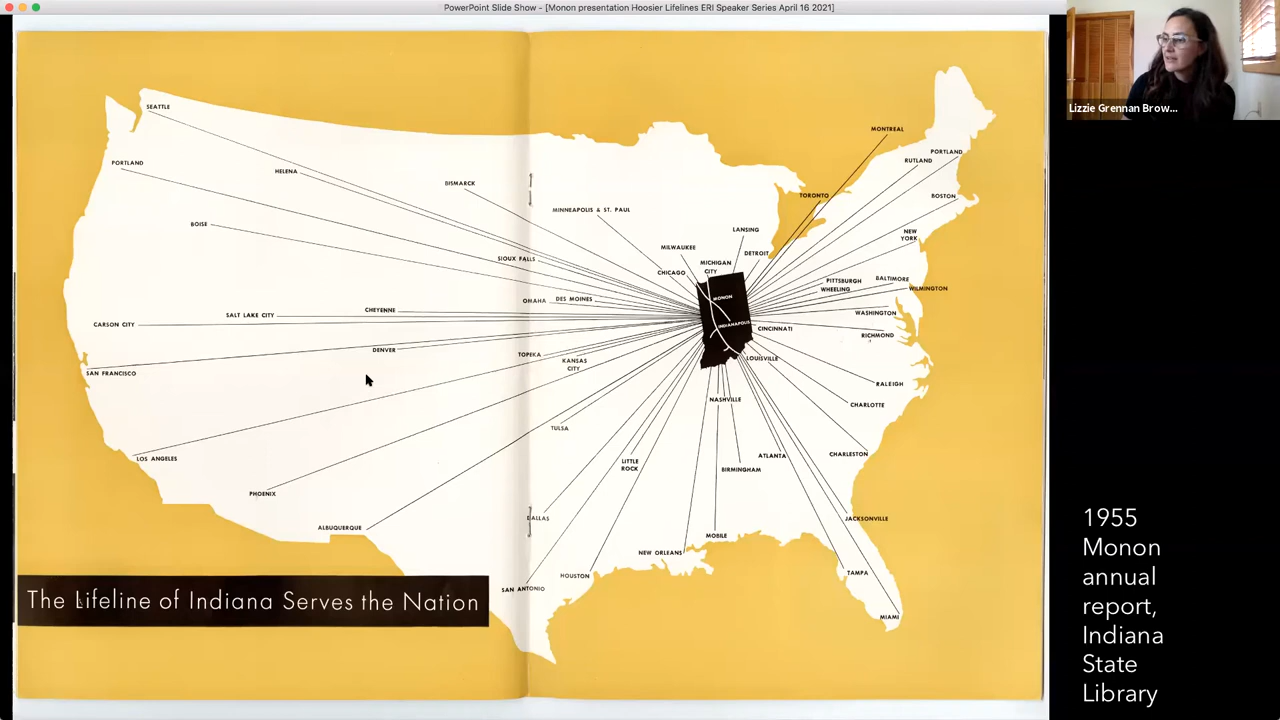 PowerPoint Slide Show - [Monon presentation Hoosier Lifelines ERI Speaker Series April 16 2021]
Lizzie Grennan Brow...
SEATTLE
MONTREAL
PORTLAND
RUTLAND
PORTLAND
HELENA
BISMARCK
TORONTO
BOSTON
MINNEAPOLIS & ST. PAUL
BOISE
LANSING
NEW
YORK
MILWAUKEE
DETROIT
SIOUX FALLS
MICHIGAN
CITY
CHICAGO
PITTSBURGH
BALTIMORE
WHEELING
WILMINGTON
OMAHA
DES MOINES
MONON
CHEYENNE
SALT LAKE CITY
WASHINGTON
CARSON CITY
INDIANAPOLIS
CINCINNATI
RICHMOND
DENVER
TOPEKA
KANSAS
CITY
LOUISVILLE
SAN FRANCISCO
RALEIGH
NASHVILLE
CHARLOTTE
TULSA
LOS ANGELES
LITTLE
ROCK
ATLANTA
CHARLESTON
BIRMINGHAM
PHOENIX
ALBUQUERQUE
DALLAS
JACKSONVILLE
MOBILE
NEW ORLEANS
HOUSTON
TAMPA
SAN ANTONIO
MIAMI
The Lifeline of Indiana Serves the Nation
1955
Monon
annual
report,
Indiana
State
Library